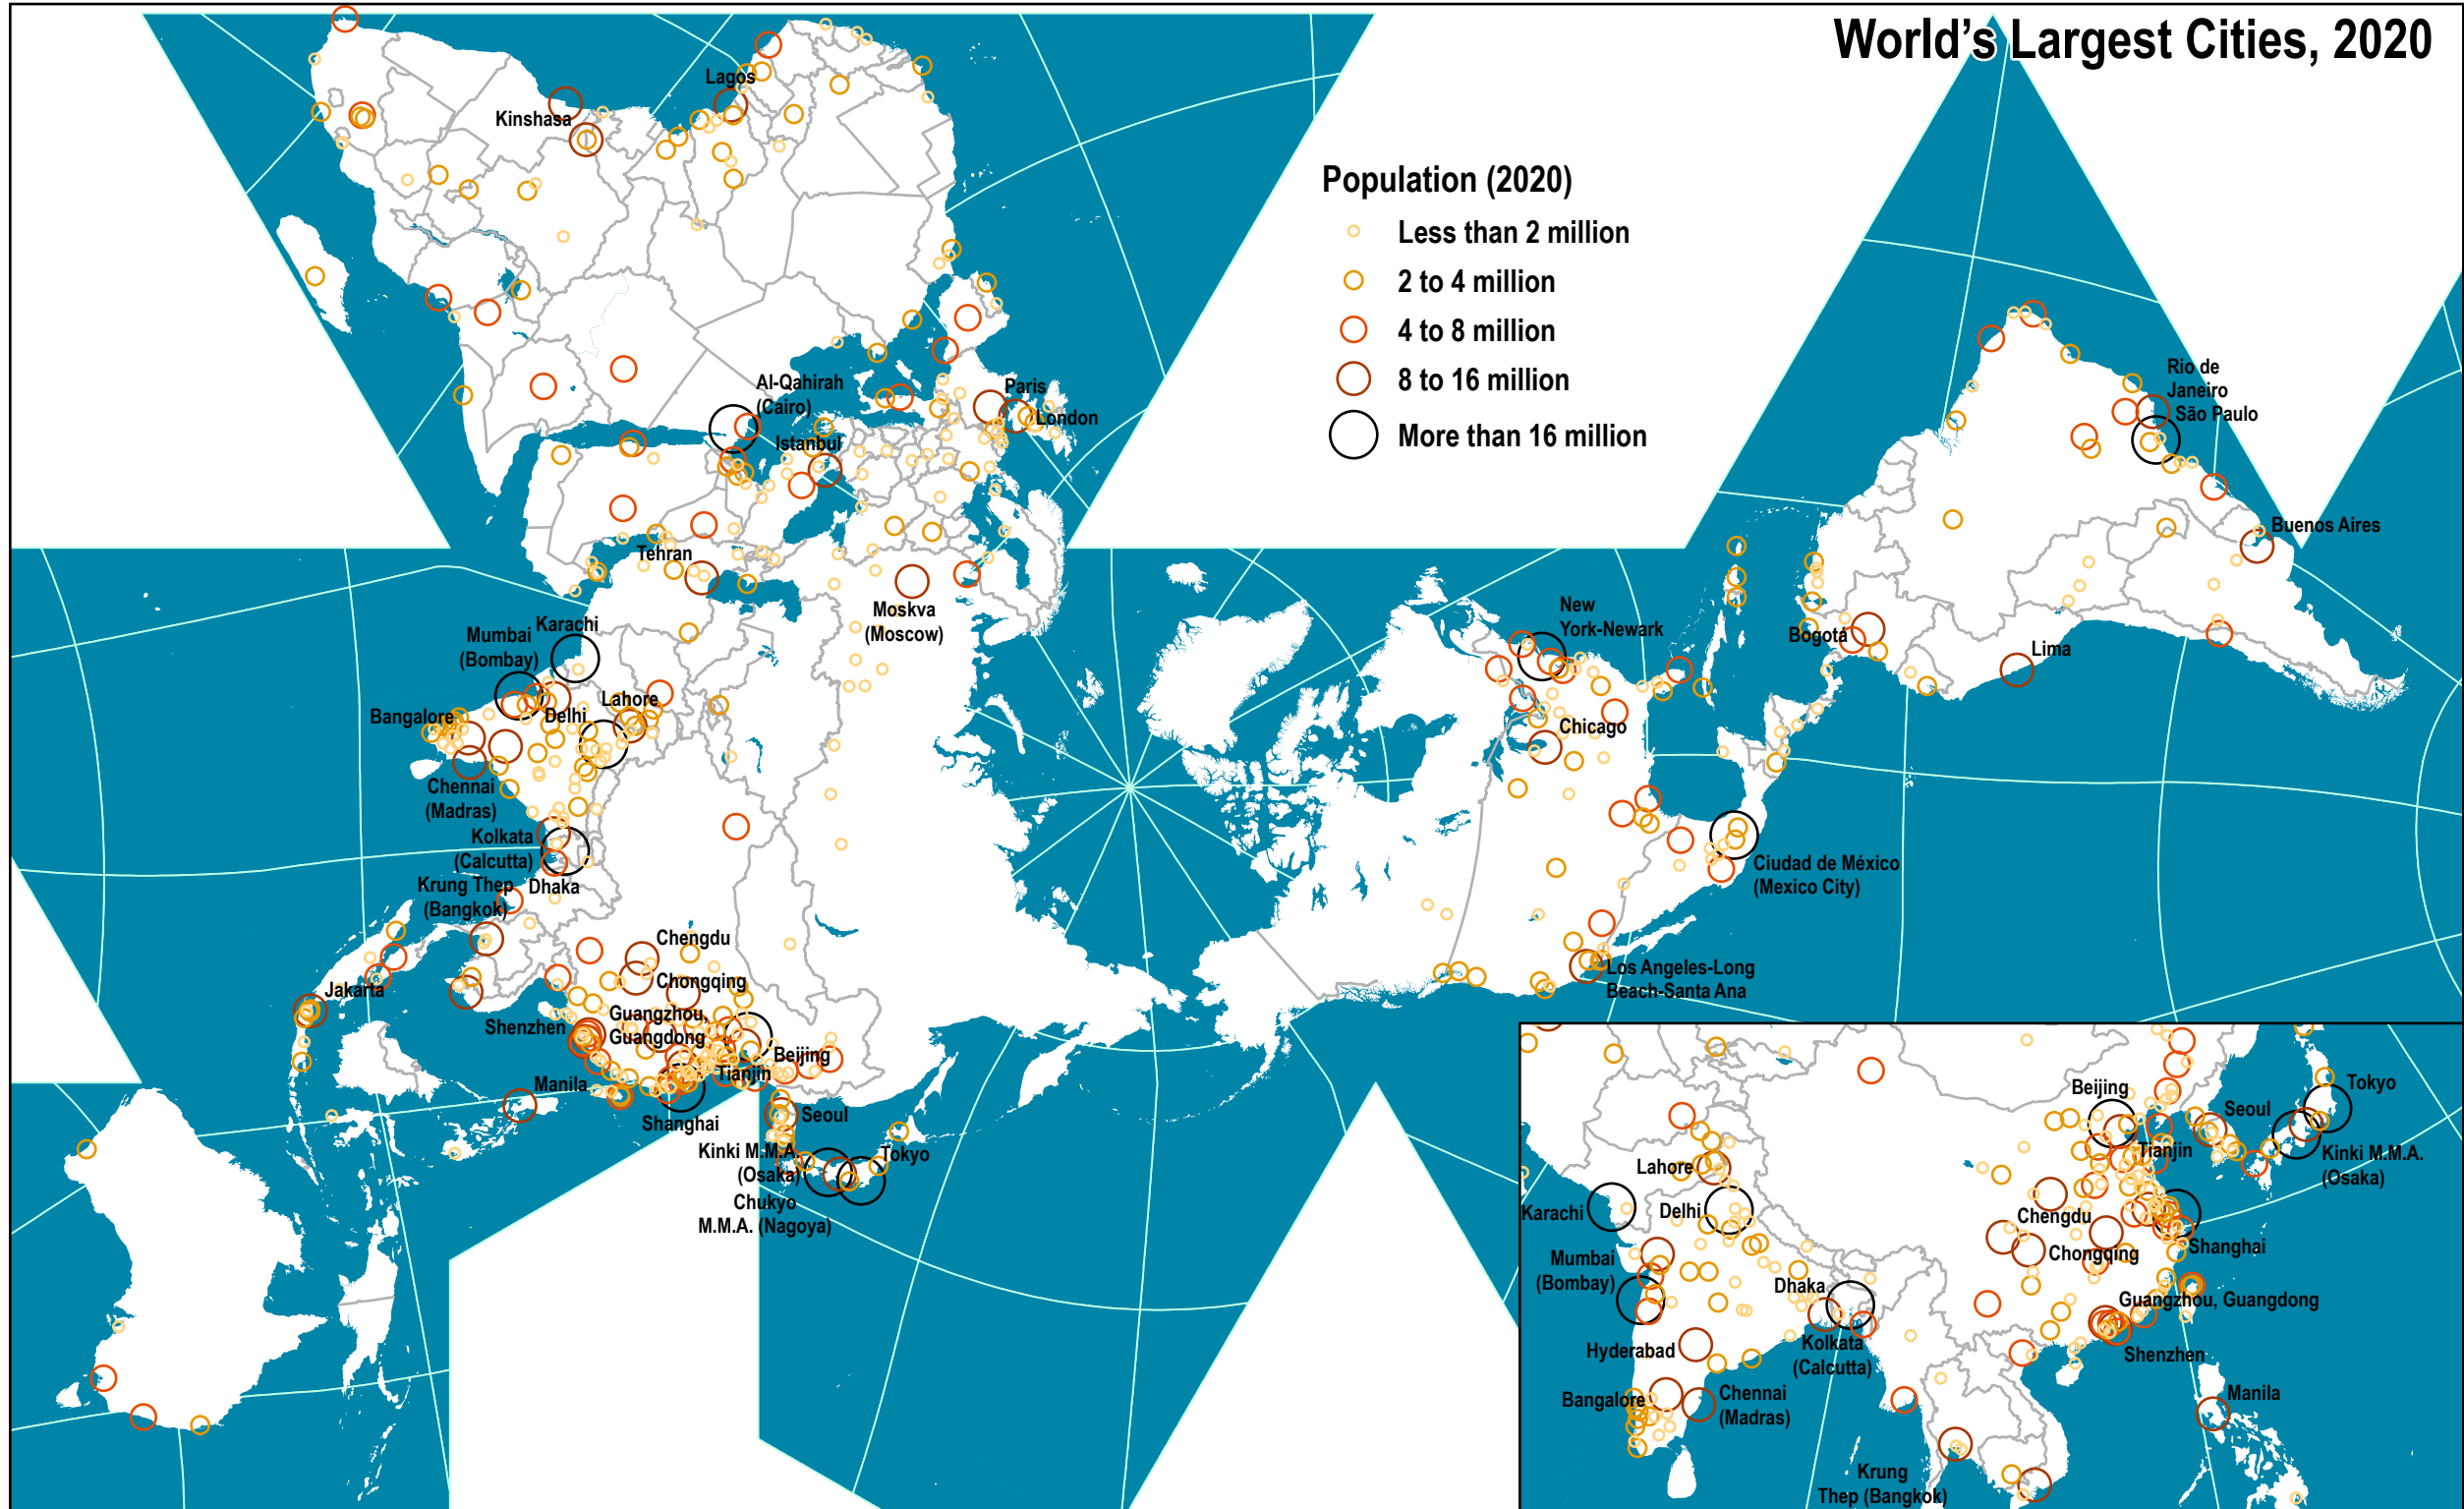 World's Largest Cities, 2020
Population (2020)
Less than 2 million
2 to 4 million
4 to 8 million
8 to 16 million
More than 16 million
Lagos
Kinshasa
Al-Qahirah
(Cairo)
Istanbul
Paris
London
Tehran
Moskva
(Moscow)
Karachi
Mumbai
(Bombay)
Lahore
Delhi
Bangalore
Chennai
(Madras)
Kolkata
(Calcutta)
Dhaka
Krung Thep
(Bangkok)
Jakarta
Chengdu
Chongqing
Guangzhou,
Guangdong
Shenzhen
Beijing
Tianjin
Manila
Shanghai
Seoul
Kinki M.M.A.
(Osaka)
Tokyo
Chukyo
M.M.A. (Nagoya)
New
York-Newark
Chicago
Ciudad de México
(Mexico City)
Los Angeles-Long
Beach-Santa Ana
Bogotá
Lima
Rio de
Janeiro
São Paulo
Buenos Aires
Beijing
Tokyo
Seoul
Tianjin
Kinki M.M.A.
(Osaka)
Lahore
Karachi
Delhi
Chengdu
Shanghai
Chongqing
Mumbai
(Bombay)
Dhaka
Guangzhou, Guangdong
Kolkata
(Calcutta)
Hyderabad
Shenzhen
Bangalore
Chennai
(Madras)
Manila
Krung
Thep (Bangkok)